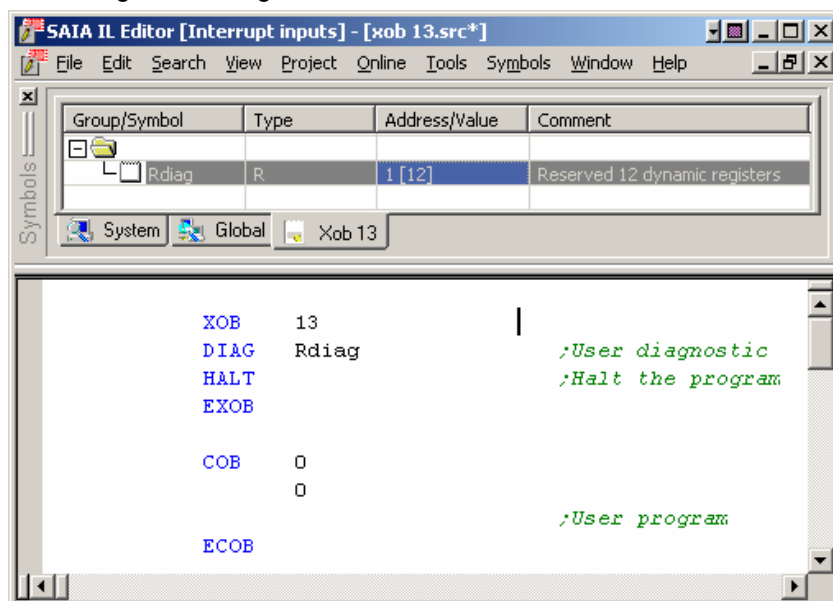 SAIA IL Editor [Interrupt inputs] - [xob 13.src*]
File Edit Search View Project Online Tools Symbols Window Help
Symbols
Group/Symbol Type Address/Value Comment
Rdiag R 1 [12] Reserved 12 dynamic registers
System Global Xob 13
XOB 13
DIAG Rdiag ;User diagnostic
HALT ;Halt the program
EXOB
COB 0
0
;User program
ECOB